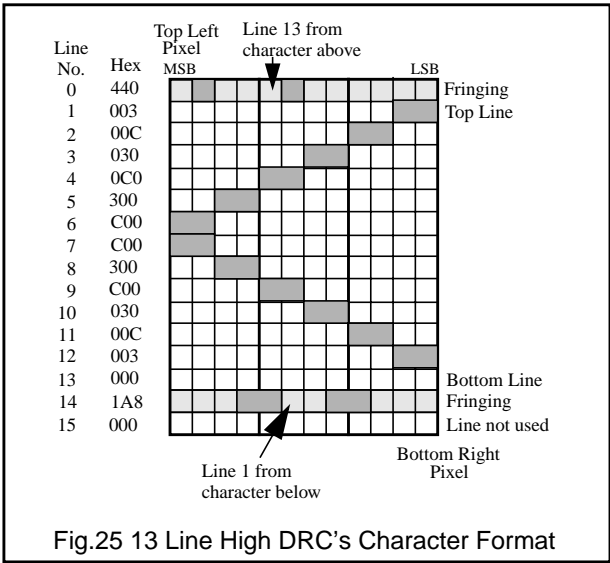 Top Left Line 13 from
Line Pixel character above
No. Hex MSB LSB
0 440 Fringing
1 003 Top Line
2 00C
3 030
4 0C0
5 300
6 C00
7 C00
8 300
9 C00
10 030
11 00C
12 003
13 000 Bottom Line
14 1A8 Fringing
15 000 Line not used
Bottom Right
Pixel
Line 1 from
character below
Fig.25 13 Line High DRC's Character Format